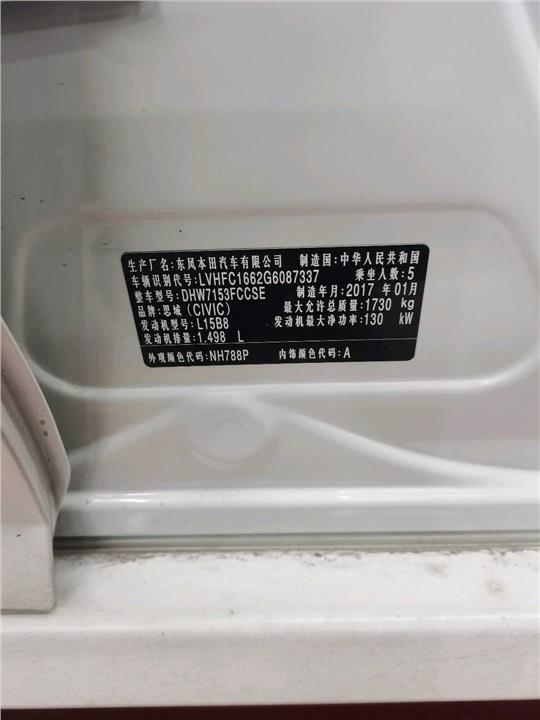 生产厂名:东风本田汽车有限公司 制造国:中华人民共和国
车辆识别代号:LVHFC1662G6087337 乘坐人数:5
整车型号:DHW7153FCCSE 制造年月:2017 年 01月
品牌:思域(CIVIC) 最大允许总质量:1730 kg
发动机型号:L15B8 发动机最大净功率:130 kW
发动机排量:1.498 L
外观颜色代码:NH788P 内饰颜色代码:A